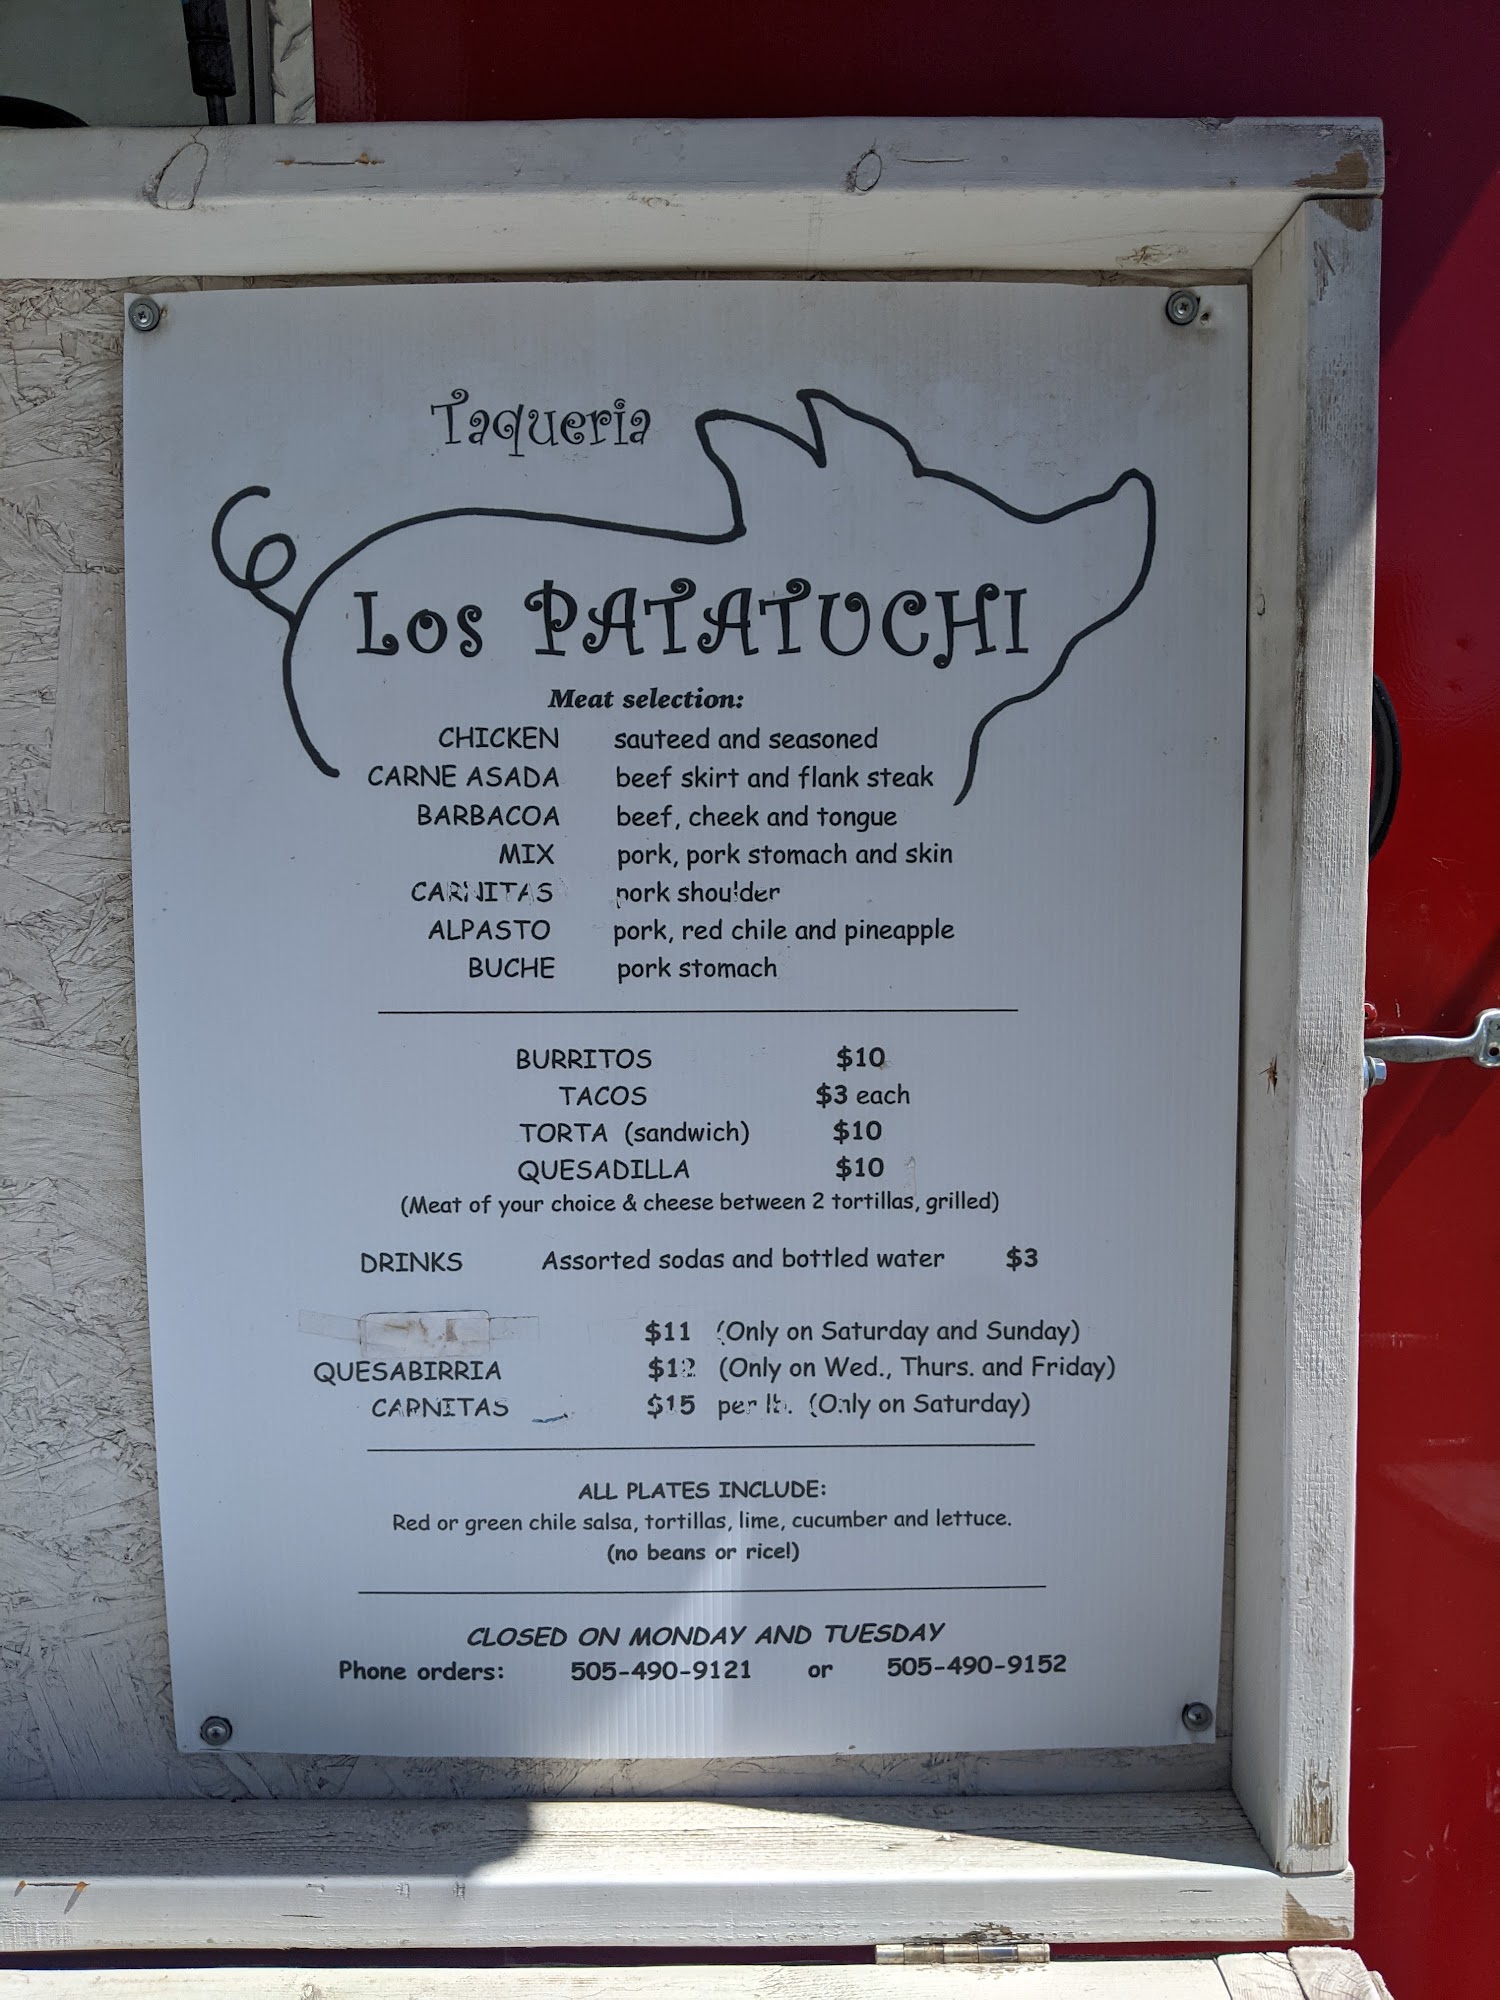 Taqueria
Los PATATUCHI
Meat selection:
CHICKEN sauteed and seasoned
CARNE ASADA beef skirt and flank steak
BARBACOA beef, cheek and tongue
MIX pork, pork stomach and skin
CARNITAS pork shoulder
ALPASTO pork, red chile and pineapple
BUCHE pork stomach
BURRITOS $10
TACOS $3 each
TORTA (sandwich) $10
QUESADILLA $10
(Meat of your choice & cheese between 2 tortillas, grilled)
DRINKS Assorted sodas and bottled water $3
$11 (Only on Saturday and Sunday)
QUESABIRRIA $12 (Only on Wed., Thurs. and Friday)
CARNITAS $15 per lb. (Only on Saturday)
ALL PLATES INCLUDE:
Red or green chile salsa, tortillas, lime, cucumber and lettuce.
(no beans or rice!)
CLOSED ON MONDAY AND TUESDAY
Phone orders: 505-490-9121 or 505-490-9152